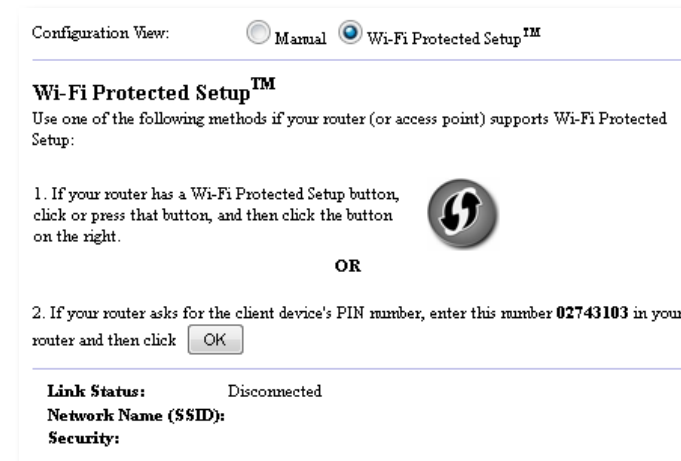 Configuration View: Manual Wi-Fi Protected Setup™
Wi-Fi Protected Setup™
Use one of the following methods if your router (or access point) supports Wi-Fi Protected
Setup:
1. If your router has a Wi-Fi Protected Setup button,
click or press that button, and then click the button
on the right.
OR
2. If your router asks for the client device's PIN number, enter this number 02743103 in your
router and then click OK
Link Status: Disconnected
Network Name (SSID):
Security: